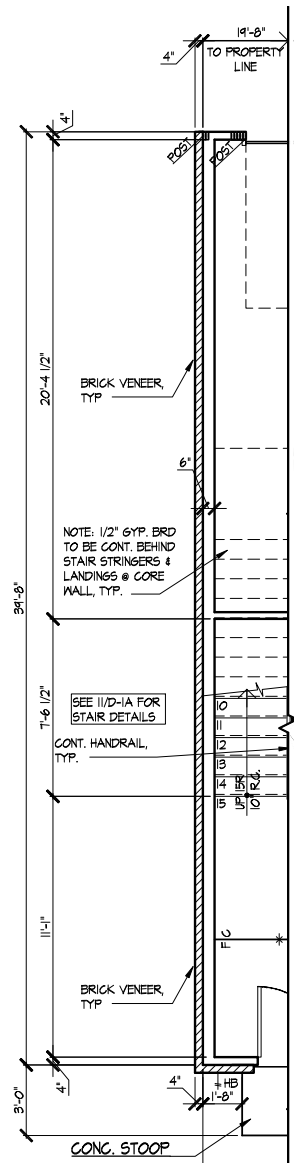 19'-8"
TO PROPERTY
LINE
4"
4"
POST
POST
20'-4 1/2"
BRICK VENEER,
TYP
6"
NOTE: 1/2" GYP. BRD
TO BE CONT. BEHIND
STAIR STRINGERS &
LANDINGS @ CORE
WALL, TYP.
39'-8"
7'-6 1/2"
SEE 11/D-1A FOR
STAIR DETAILS
CONT. HANDRAIL,
TYP.
10
11
12
13
14
15
UP 15R
10" R.C.
11'-1"
F C
BRICK VENEER,
TYP
4"
4"
HB
1'-8"
3'-0"
CONC. STOOP